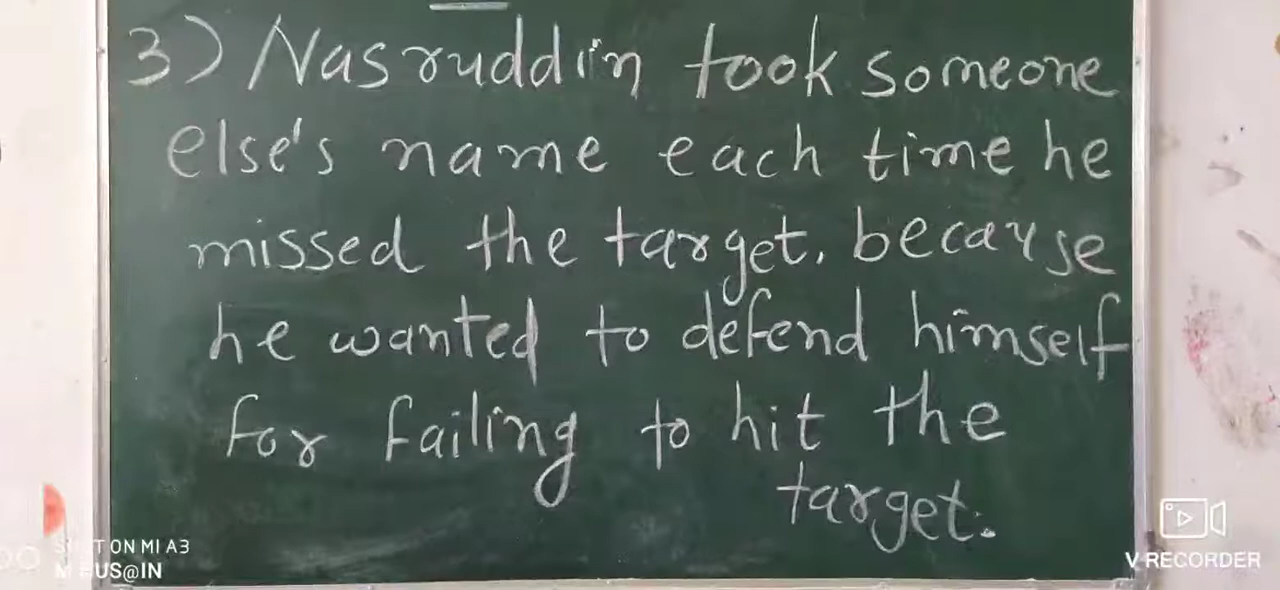 3) Nasruddin took someone
else's name each time he
missed the target. because
he wanted to defend himself
for failing to hit the
target.
SHOT ON MI A3
V RECORDER